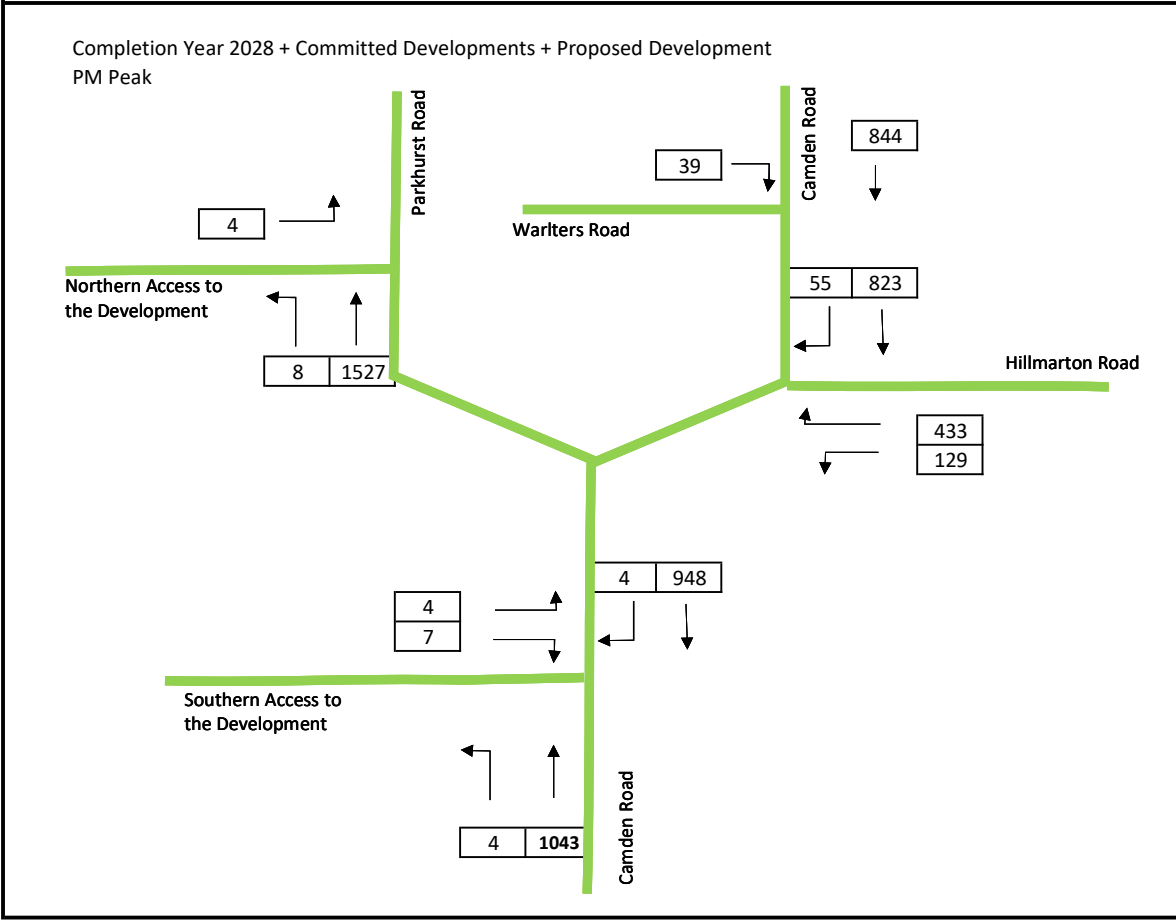 Completion Year 2028 + Committed Developments + Proposed Development
PM Peak
Parkhurst Road
Camden Road
844
39
4
Warlters Road
Northern Access to
the Development
55 823
8 1527
Hillmarton Road
433
129
4 948
4
7
Southern Access to
the Development
Camden Road
4 1043